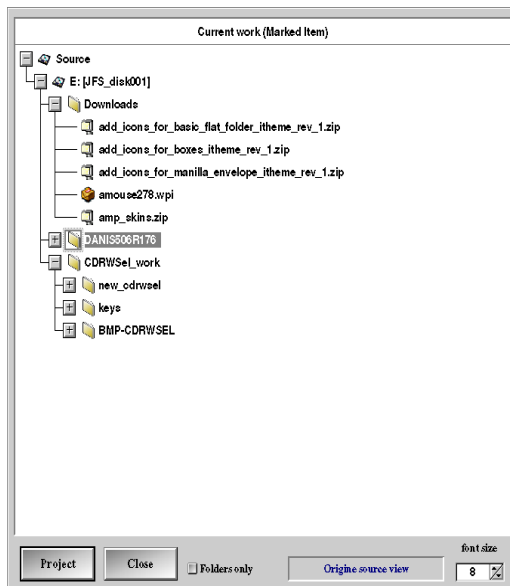 Current work (Marked Item)
Source
E: [JFS_disk001]
Downloads
add_icons_for_basic_flat_folder_itheme_rev_1.zip
add_icons_for_boxes_itheme_rev_1.zip
add_icons_for_manilla_envelope_itheme_rev_1.zip
amouse278.wpi
amp_skins.zip
DANIS506R176
CDRWSel_work
new_cdrwsel
keys
BMP-CDRWSEL
font size
Project Close Folders only Origine source view 8